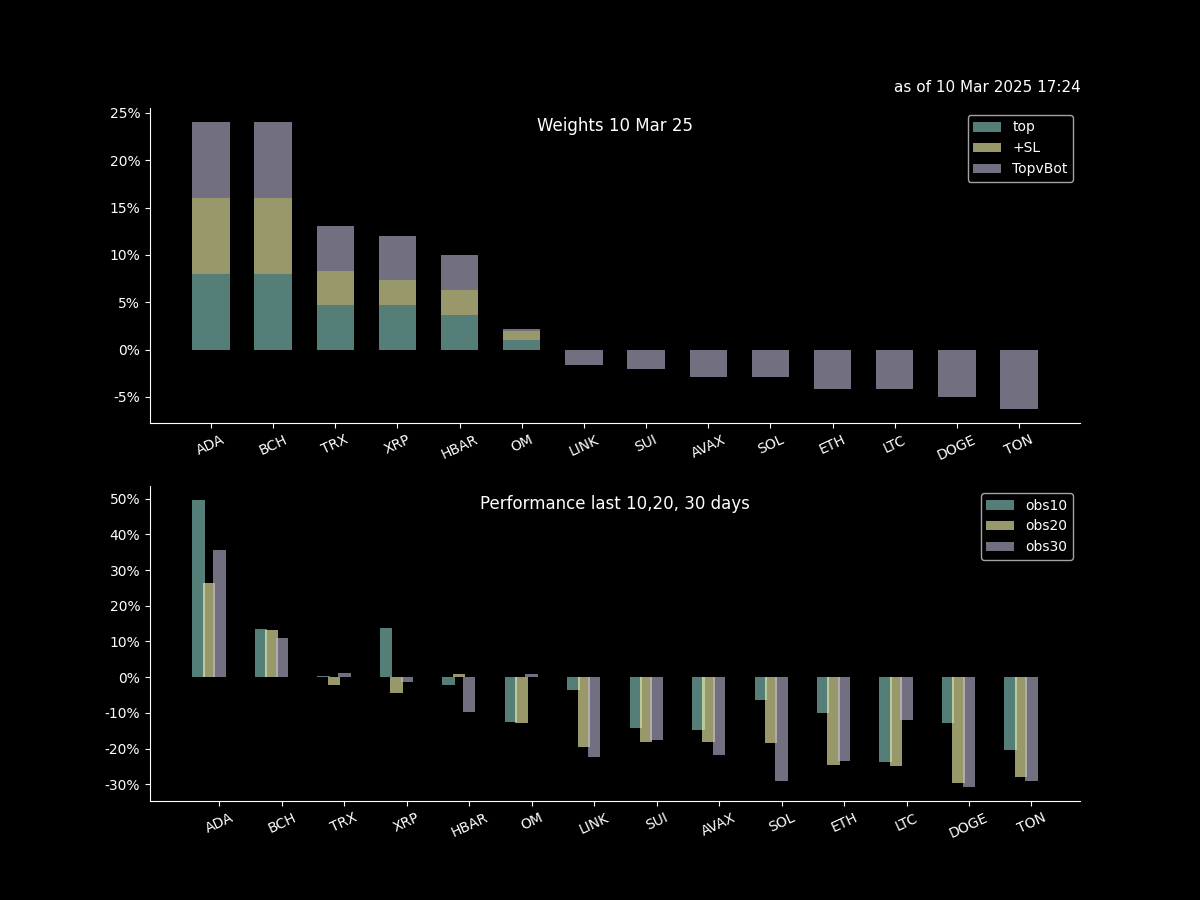 as of 10 Mar 2025 17:24
Weights 10 Mar 25
top
+SL
TopvBot
25%
20%
15%
10%
5%
0%
-5%
ADA BCH TRX XRP HBAR OM LINK SUI AVAX SOL ETH LTC DOGE TON
Performance last 10,20, 30 days
obs10
obs20
obs30
50%
40%
30%
20%
10%
0%
-10%
-20%
-30%
ADA BCH TRX XRP HBAR OM LINK SUI AVAX SOL ETH LTC DOGE TON